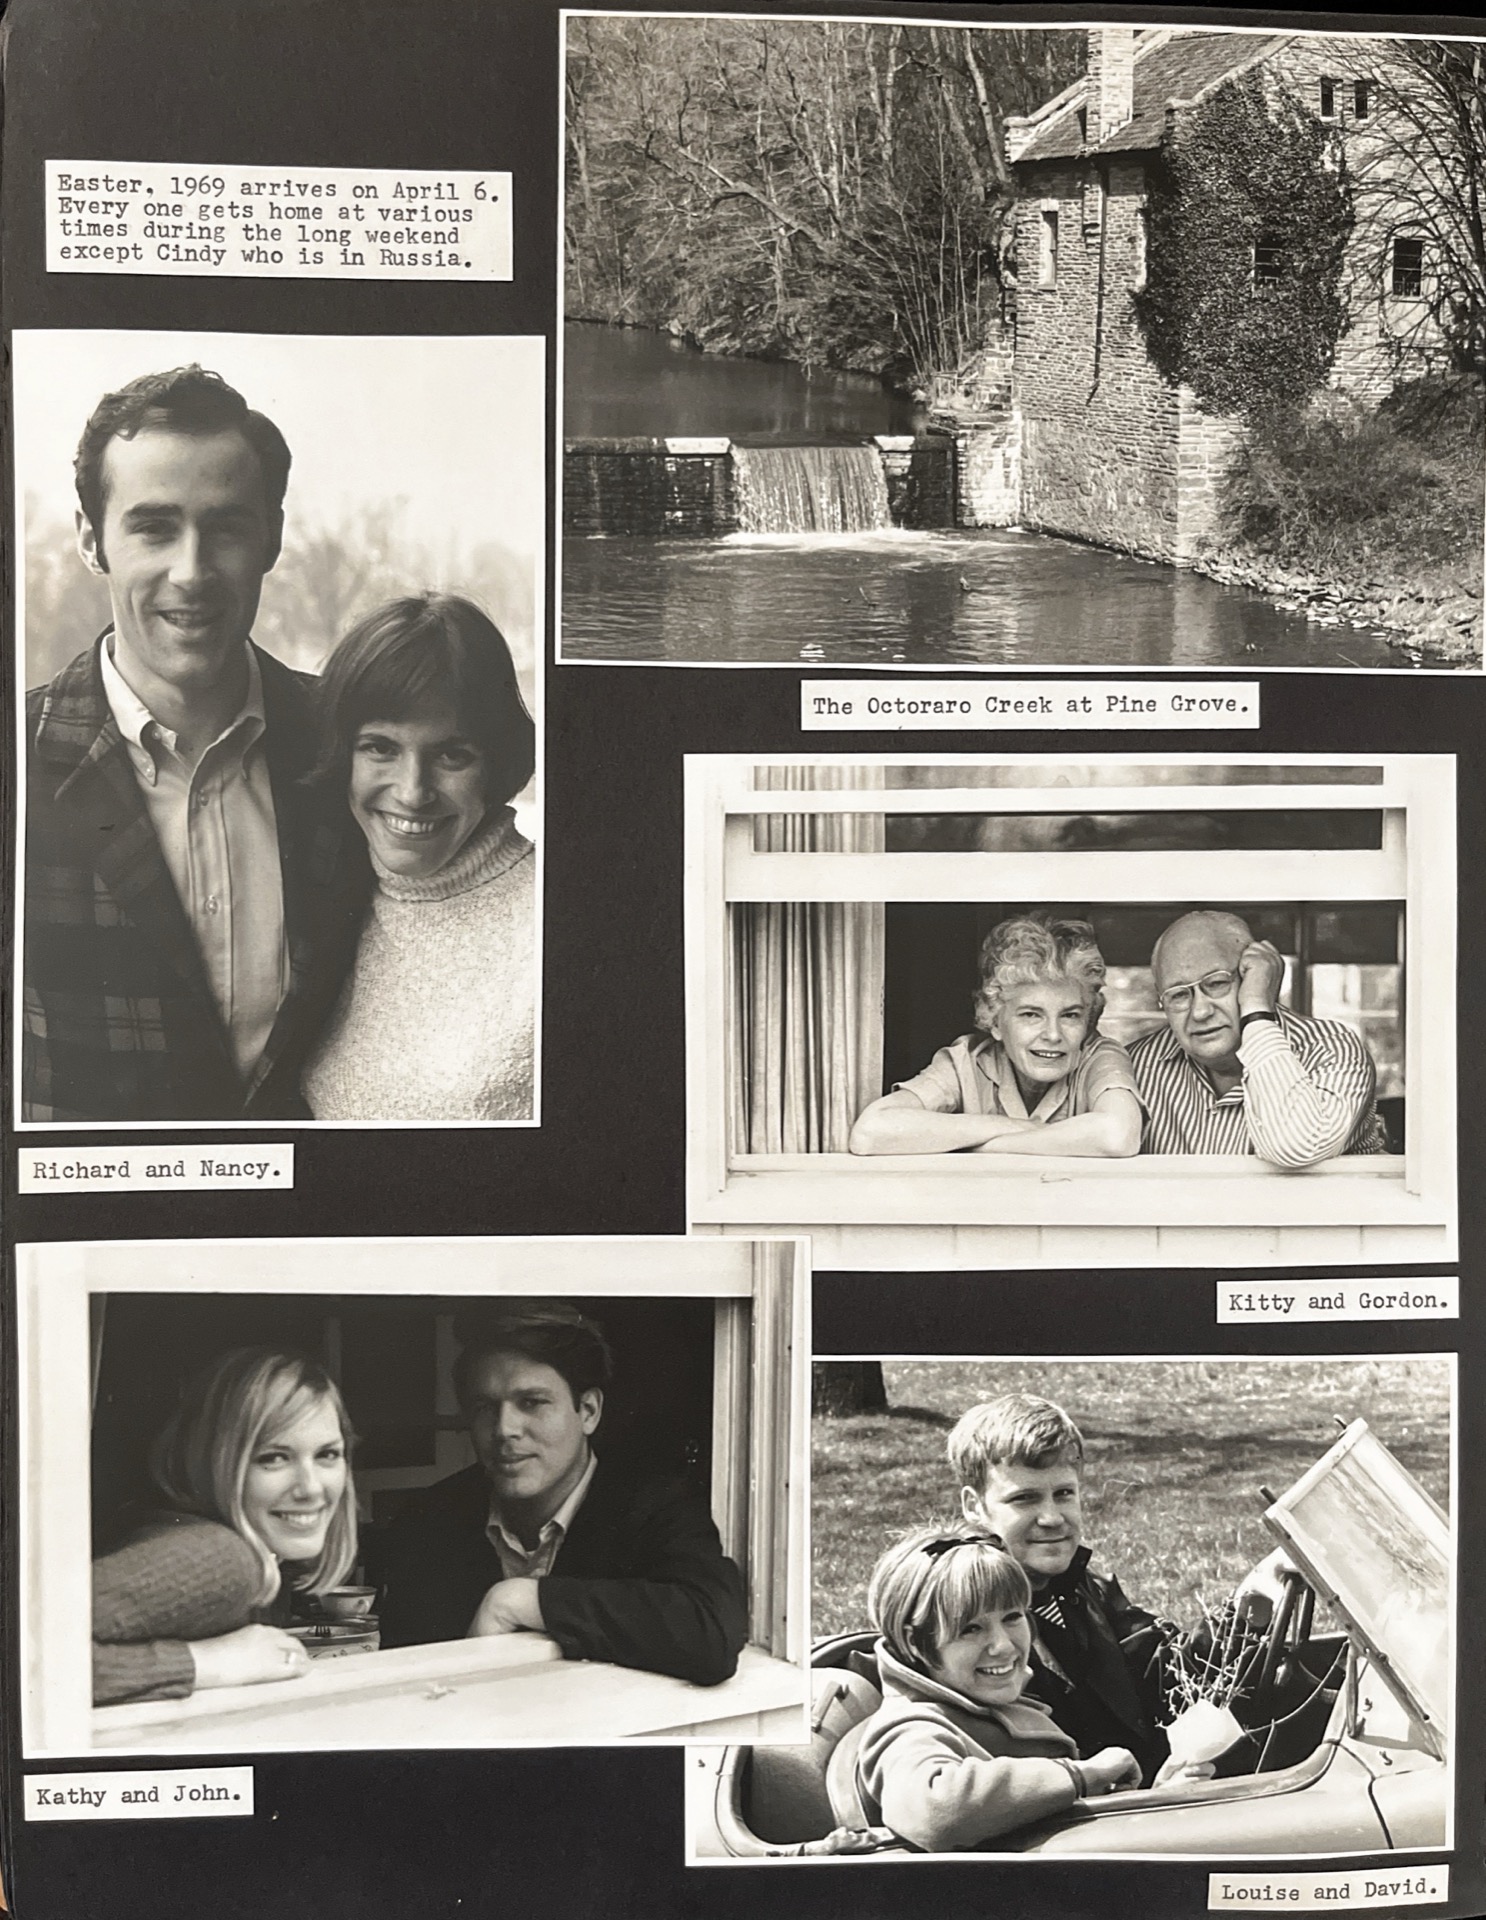 Easter, 1969 arrives on April 6.
Every one gets home at various
times during the long weekend
except Cindy who is in Russia.
The Octoraro Creek at Pine Grove.
Richard and Nancy.
Kitty and Gordon.
Kathy and John.
Louise and David.